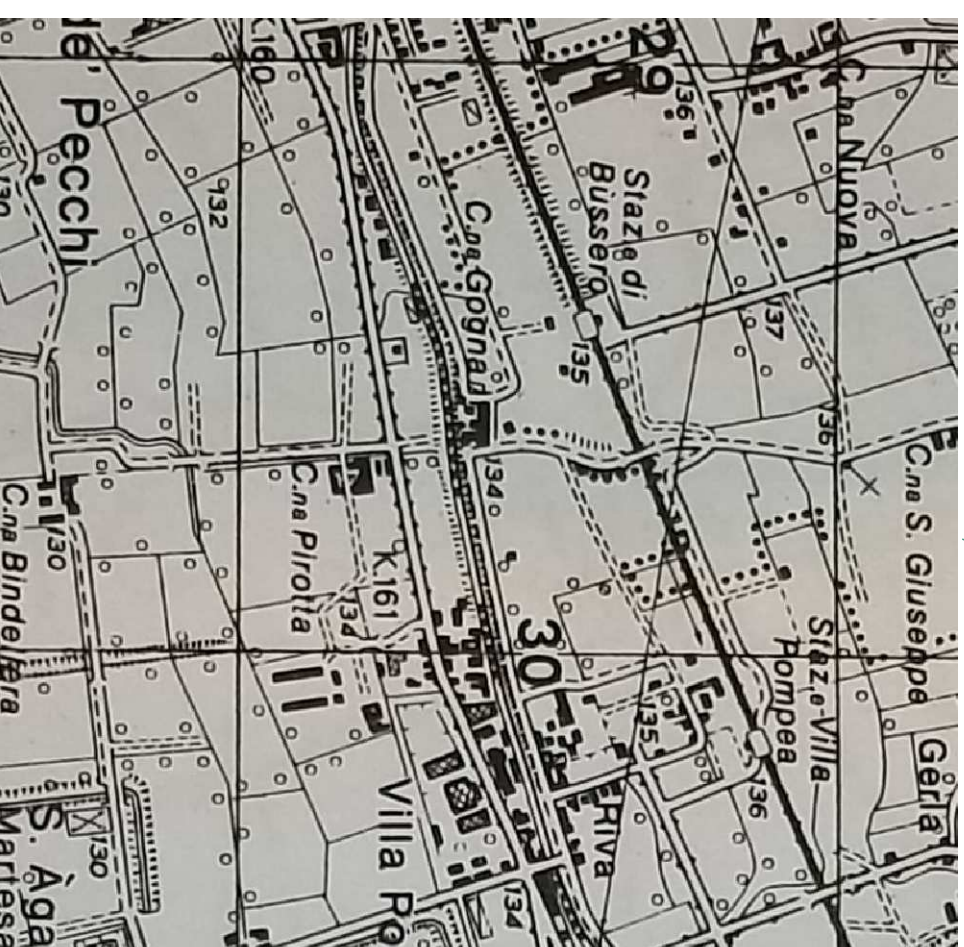 Pecchi
K.160
29
136
C.na Nuova
Staz.e di
Bussero
132
C.na Gogna
137
135
136
134
C.na S. Giuseppe
130
C.na Bindellera
C.na Pirotta
K.161
134
30
Staz.e Villa
Pompea
135
136
Gerla
Riva
Villa Po
130
S. Àga
Martesa
134